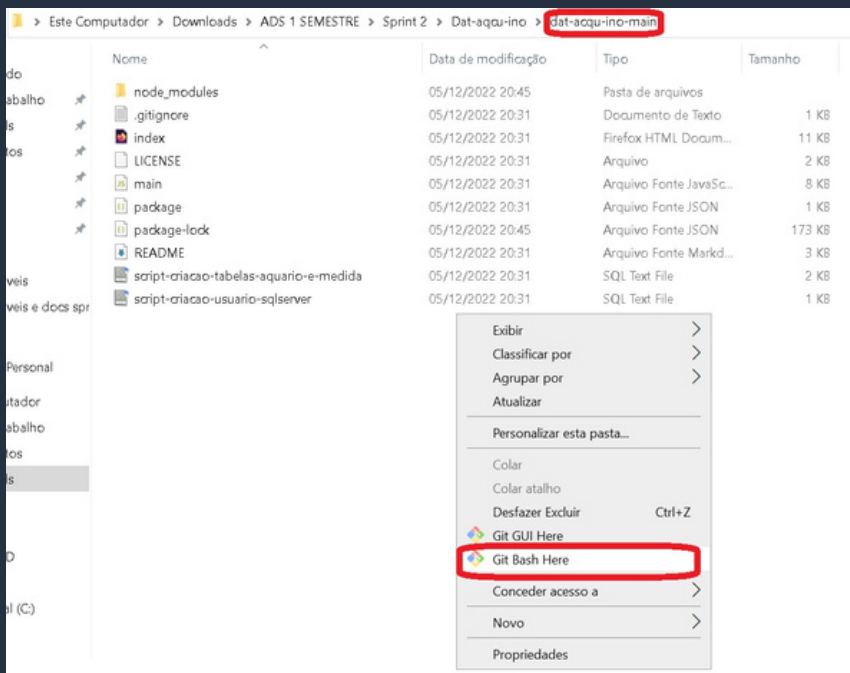 Este Computador > Downloads > ADS 1 SEMESTRE > Sprint 2 > Dat-aqcu-ino > dat-acqu-ino-main
Nome Data de modificação Tipo Tamanho
node_modules 05/12/2022 20:45 Pasta de arquivos
.gitignore 05/12/2022 20:31 Documento de Texto 1 KB
index 05/12/2022 20:31 Firefox HTML Docum... 11 KB
LICENSE 05/12/2022 20:31 Arquivo 2 KB
main 05/12/2022 20:31 Arquivo Fonte JavaSc... 8 KB
package 05/12/2022 20:31 Arquivo Fonte JSON 1 KB
package-lock 05/12/2022 20:45 Arquivo Fonte JSON 173 KB
README 05/12/2022 20:31 Arquivo Fonte Markd... 3 KB
script-criacao-tabelas-aquario-e-medida 05/12/2022 20:31 SQL Text File 2 KB
script-criacao-usuario-sqlserver 05/12/2022 20:31 SQL Text File 1 KB
do
abalho
ls
tos
veis
veis e docs spr
Personal
utador
abalho
tos
ls
D
al (C:)
Exibir
Classificar por
Agrupar por
Atualizar
Personalizar esta pasta...
Colar
Colar atalho
Desfazer Excluir Ctrl+Z
Git GUI Here
Git Bash Here
Conceder acesso a
Novo
Propriedades